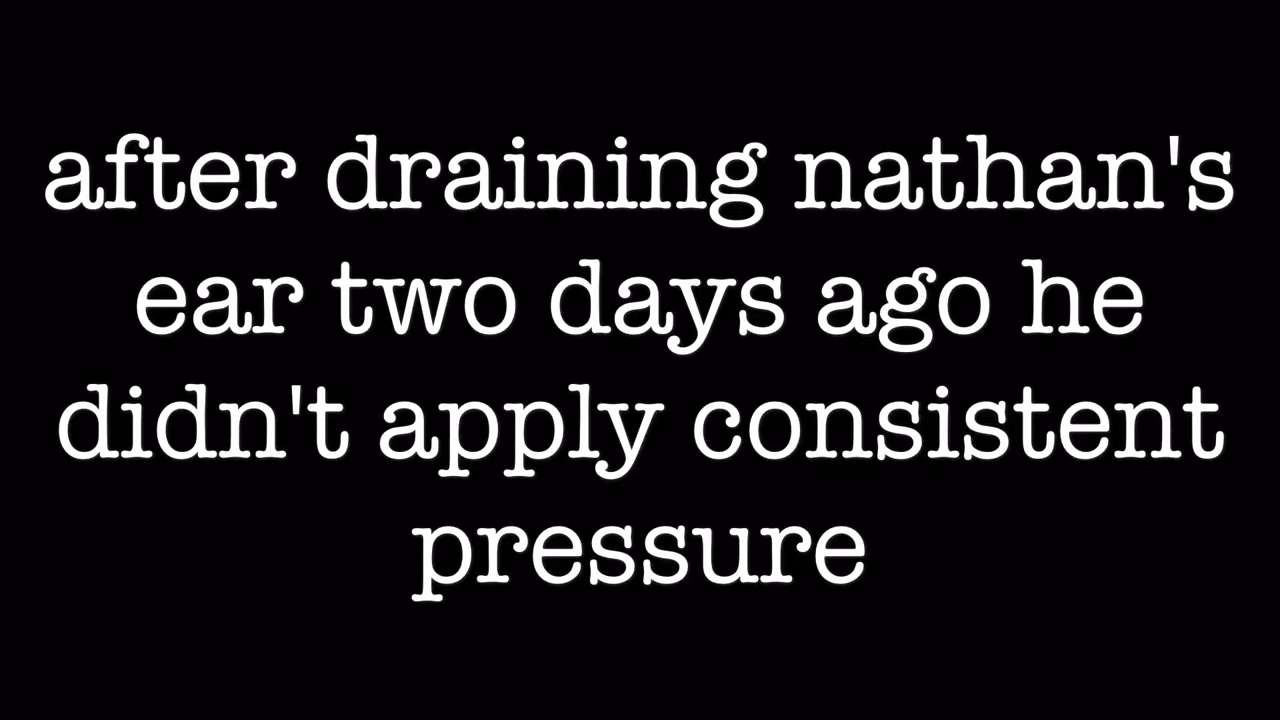 after draining nathan's
ear two days ago he
didn't apply consistent
pressure